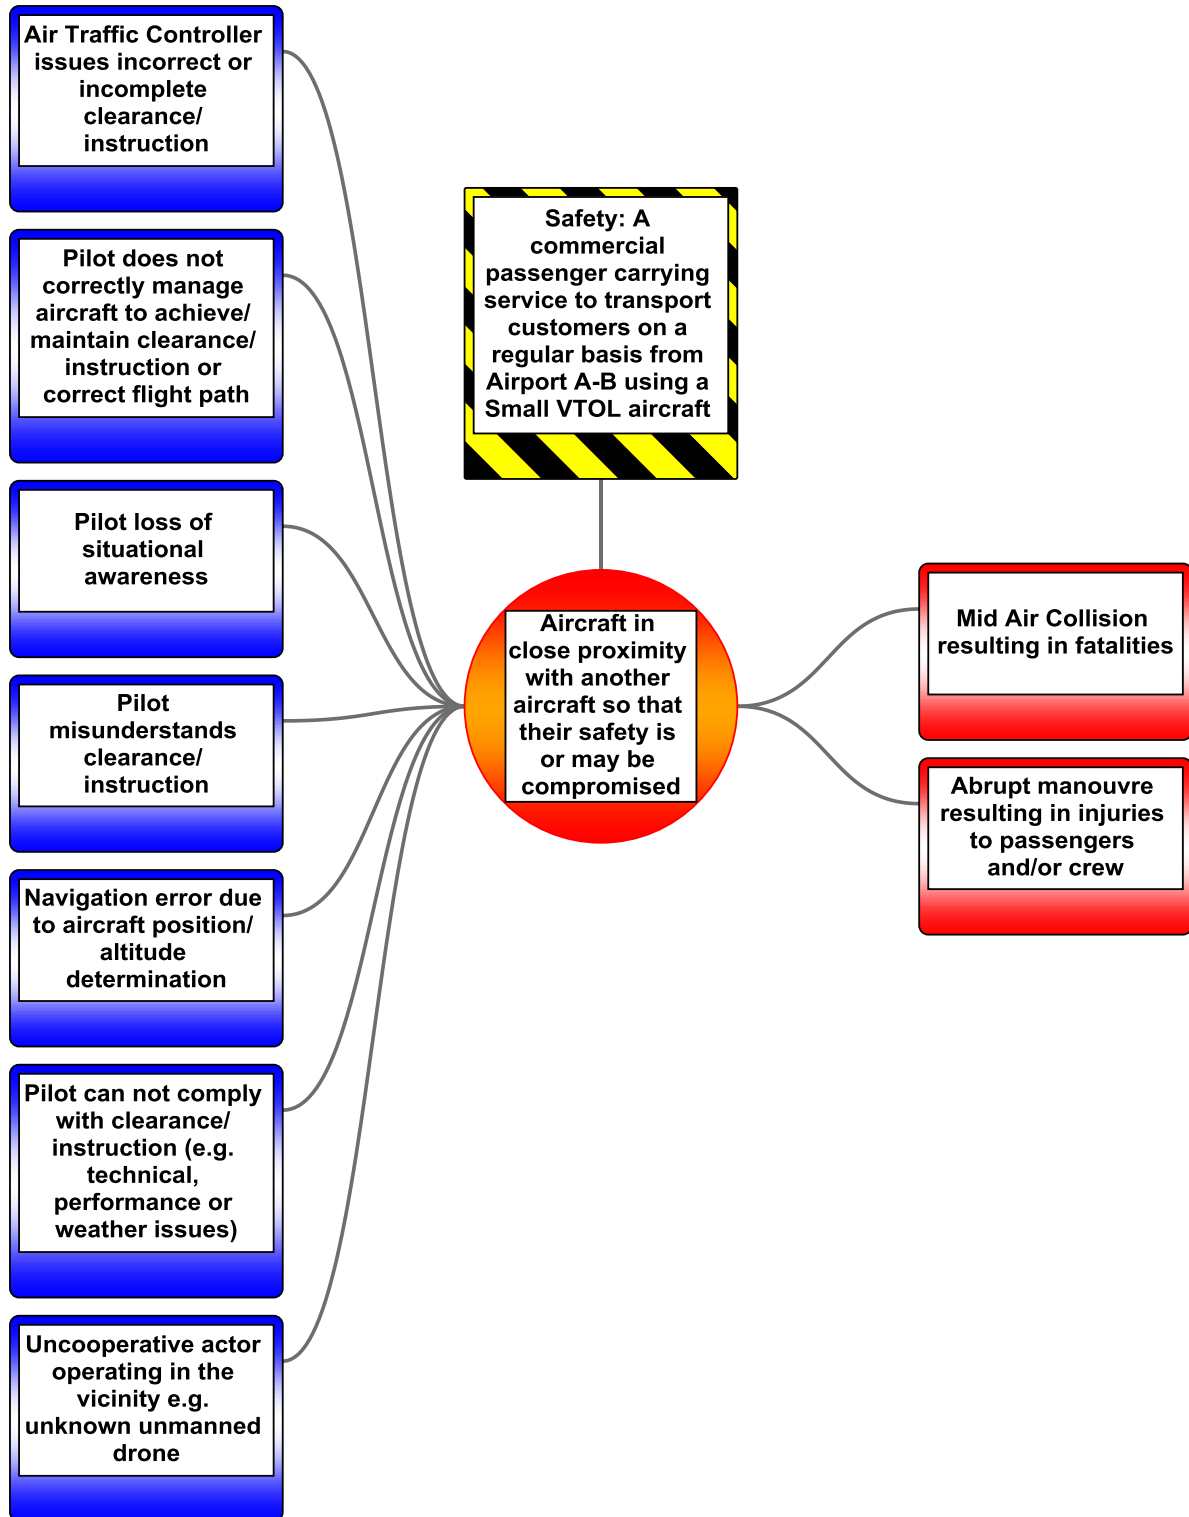 Air Traffic Controller
issues incorrect or
incomplete
clearance/
instruction
Pilot does not
correctly manage
aircraft to achieve/
maintain clearance/
instruction or
correct flight path
Pilot loss of
situational
awareness
Pilot
misunderstands
clearance/
instruction
Navigation error due
to aircraft position/
altitude
determination
Pilot can not comply
with clearance/
instruction (e.g.
technical,
performance or
weather issues)
Uncooperative actor
operating in the
vicinity e.g.
unknown unmanned
drone
Safety: A
commercial
passenger carrying
service to transport
customers on a
regular basis from
Airport A-B using a
Small VTOL aircraft
Aircraft in
close proximity
with another
aircraft so that
their safety is
or may be
compromised
Mid Air Collision
resulting in fatalities
Abrupt manouvre
resulting in injuries
to passengers
and/or crew